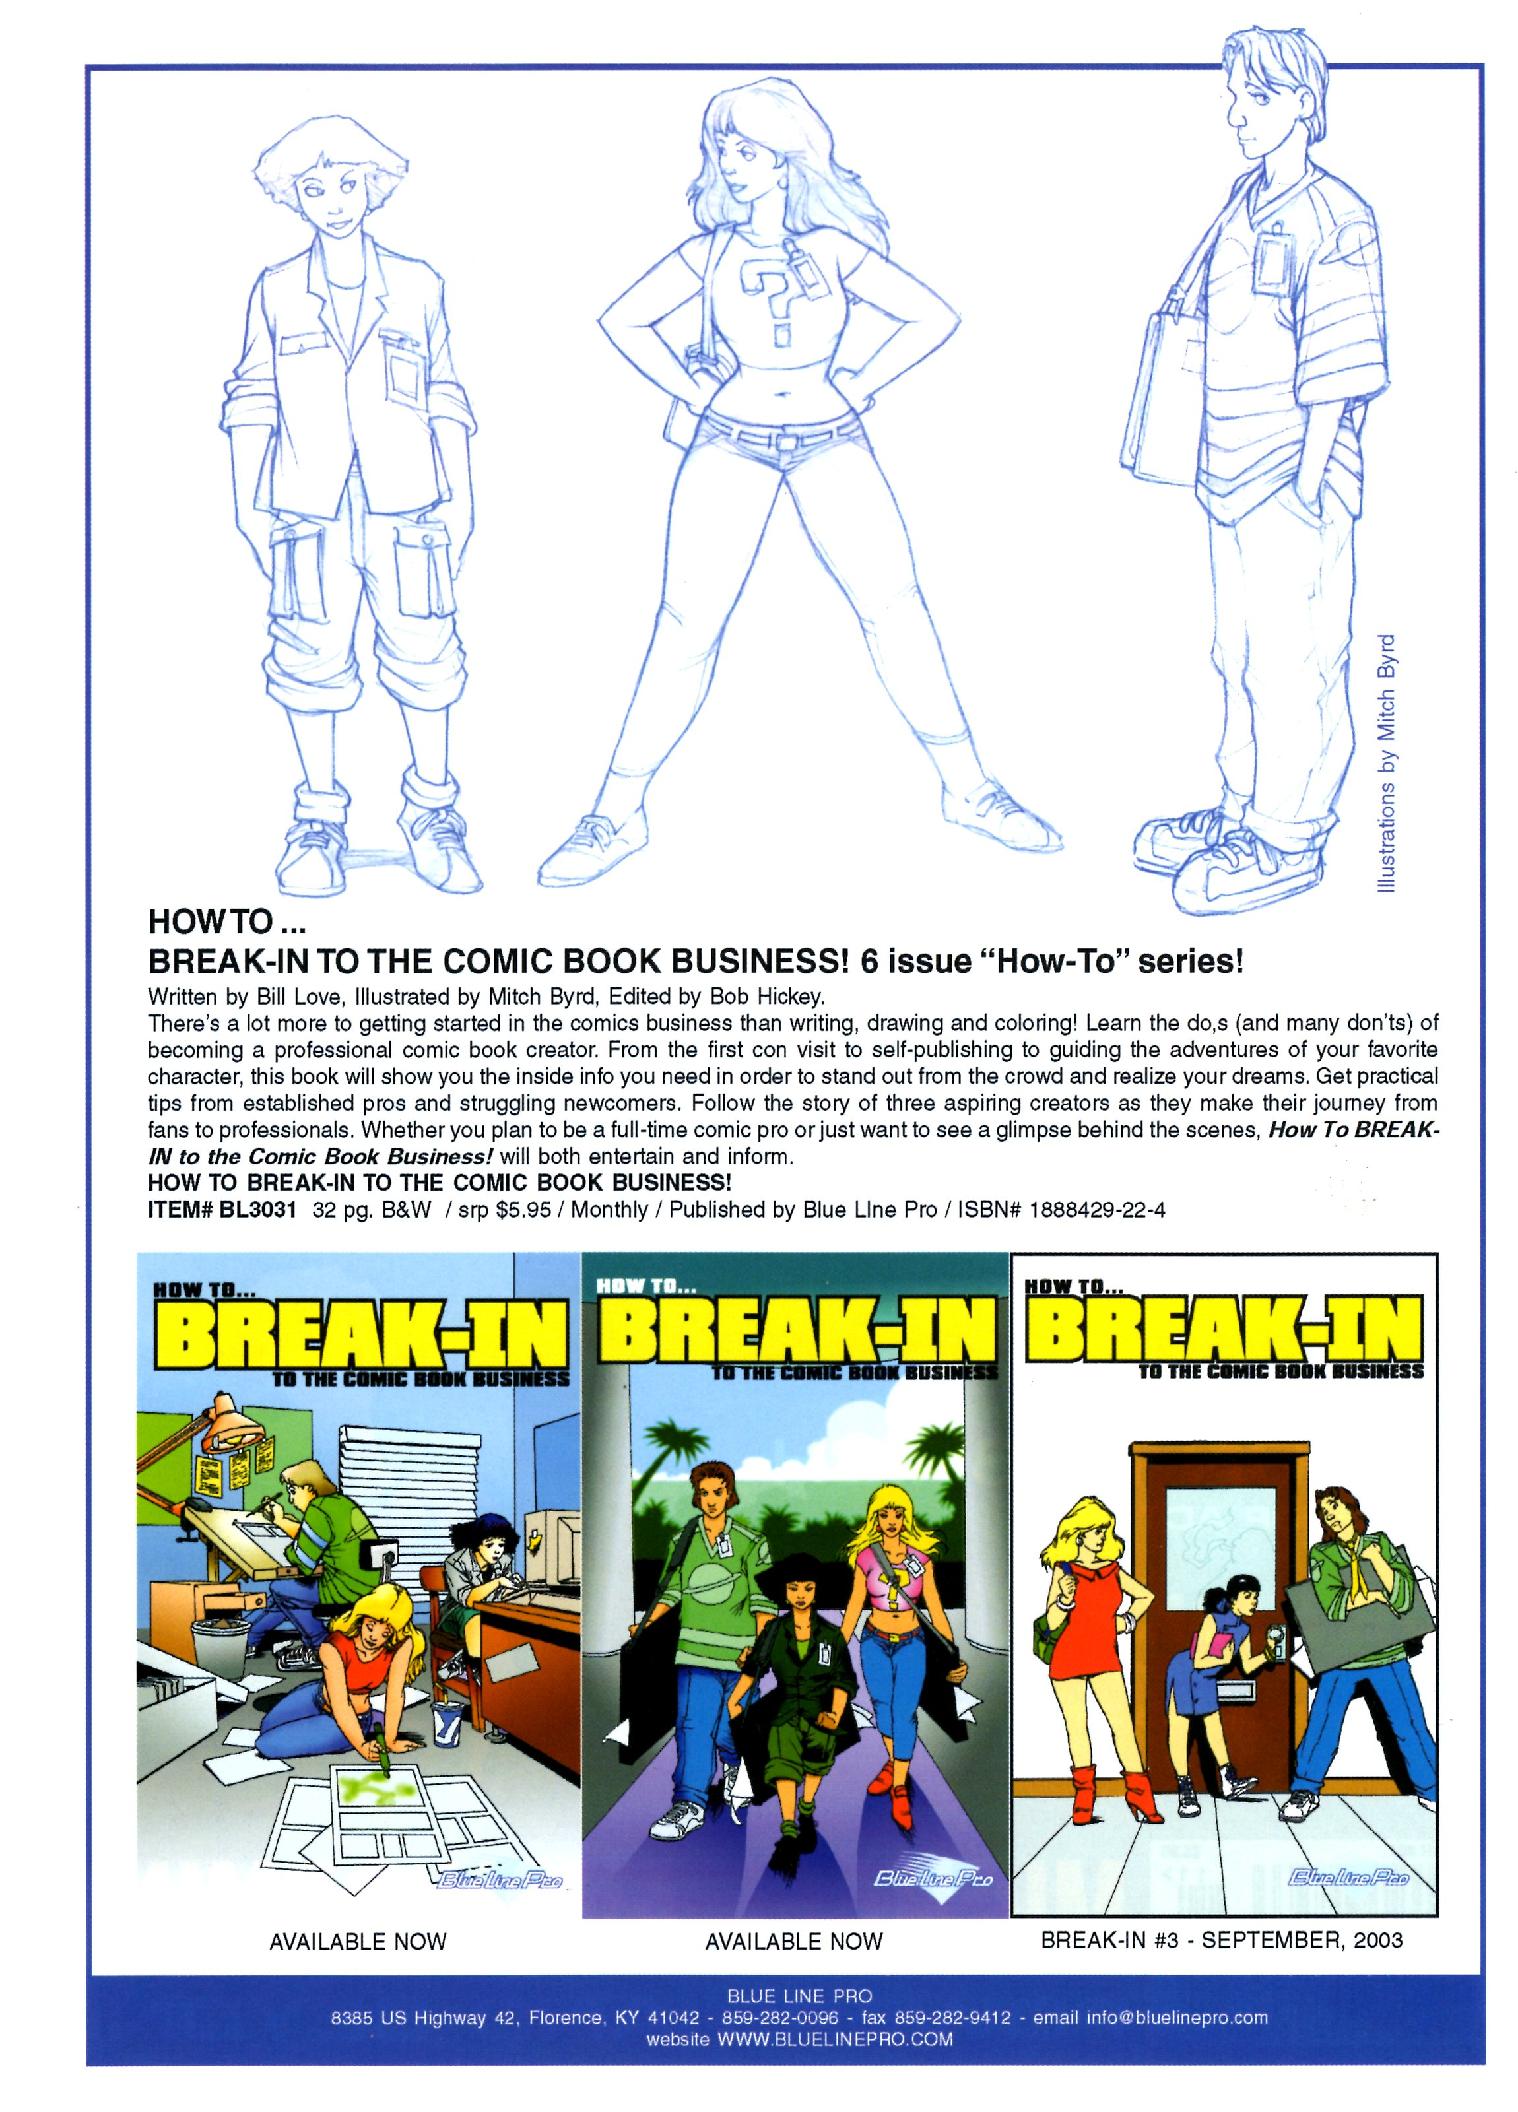 Illustrations by Mitch Byrd
HOW TO ...
BREAK-IN TO THE COMIC BOOK BUSINESS! 6 issue “How-To” series!
Written by Bill Love, Illustrated by Mitch Byrd, Edited by Bob Hickey.
There’s a lot more to getting started in the comics business than writing, drawing and coloring! Learn the do,s (and many don’ts) of
becoming a professional comic book creator. From the first con visit to self-publishing to guiding the adventures of your favorite
character, this book will show you the inside info you need in order to stand out from the crowd and realize your dreams. Get practical
tips from established pros and struggling newcomers. Follow the story of three aspiring creators as they make their journey from
fans to professionals. Whether you plan to be a full-time comic pro or just want to see a glimpse behind the scenes, How To BREAK-
IN to the Comic Book Business! will both entertain and inform.
HOW TO BREAK-IN TO THE COMIC BOOK BUSINESS!
ITEM# BL3031 32 pg. B&W / srp $5.95 / Monthly / Published by Blue LIne Pro / ISBN# 1888429-22-4
HOW TO...
BREAK-IN
TO THE COMIC BOOK BUSINESS
Blue Line Pro
AVAILABLE NOW
HOW TO...
BREAK-IN
TO THE COMIC BOOK BUSINESS
Blue Line Pro
AVAILABLE NOW
HOW TO...
BREAK-IN
TO THE COMIC BOOK BUSINESS
Blue Line Pro
BREAK-IN #3 - SEPTEMBER, 2003
BLUE LINE PRO
8385 US Highway 42, Florence, KY 41042 - 859-282-0096 - fax 859-282-9412 - email info@bluelinepro.com
website WWW.BLUELINEPRO.COM